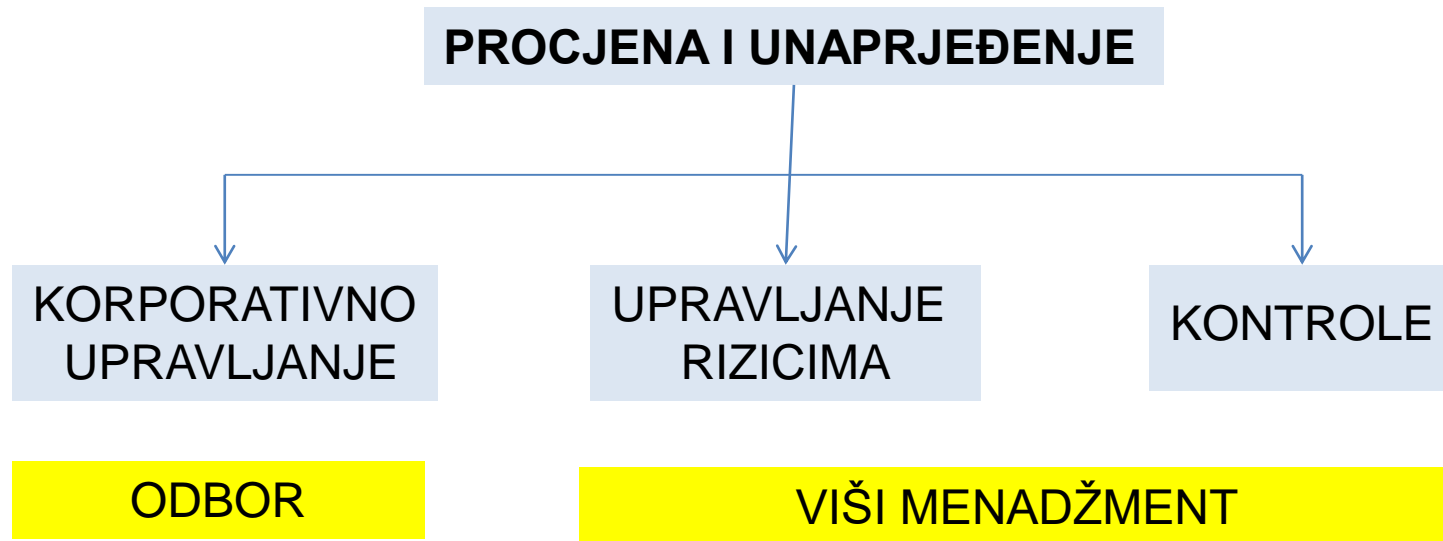 PROCJENA I UNAPRJEĐENJE
KORPORATIVNO
UPRAVLJANJE
UPRAVLJANJE
RIZICIMA
KONTROLE
ODBOR
VIŠI MENADŽMENT